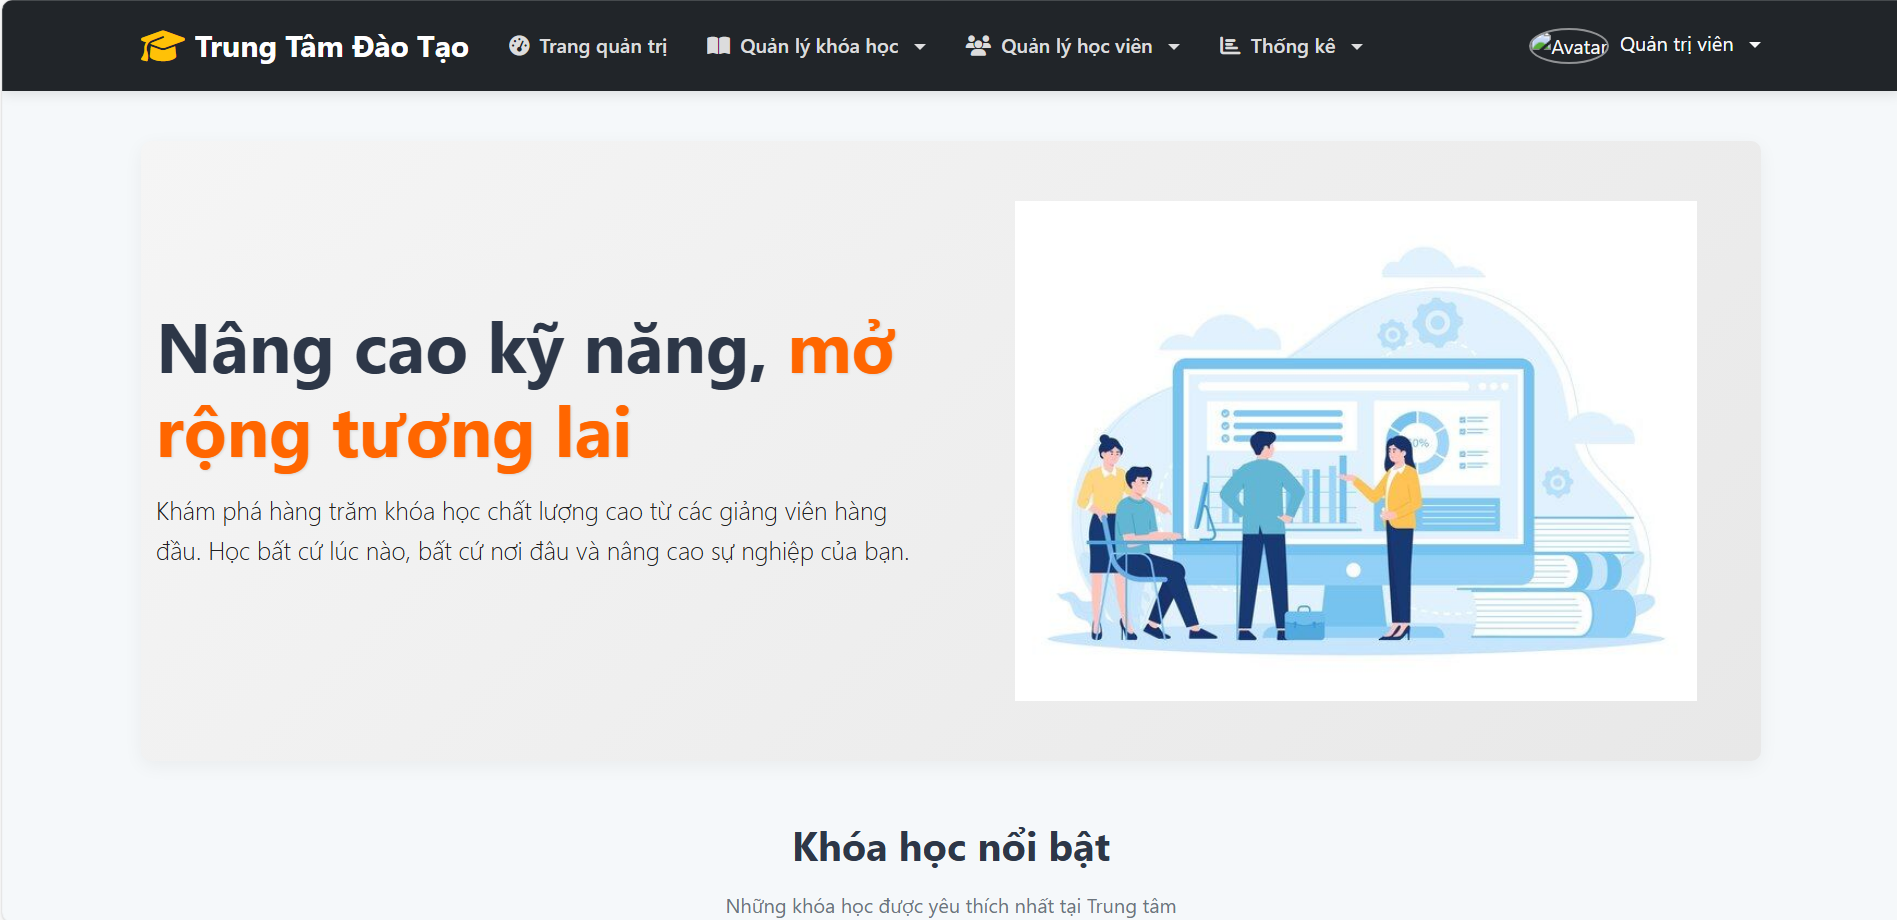 Trung Tâm Đào Tạo Trang quản trị Quản lý khóa học Quản lý học viên Thống kê Avatar Quản trị viên
Nâng cao kỹ năng, mở
rộng tương lai
Khám phá hàng trăm khóa học chất lượng cao từ các giảng viên hàng
đầu. Học bất cứ lúc nào, bất cứ nơi đâu và nâng cao sự nghiệp của bạn.
Khóa học nổi bật
Những khóa học được yêu thích nhất tại Trung tâm